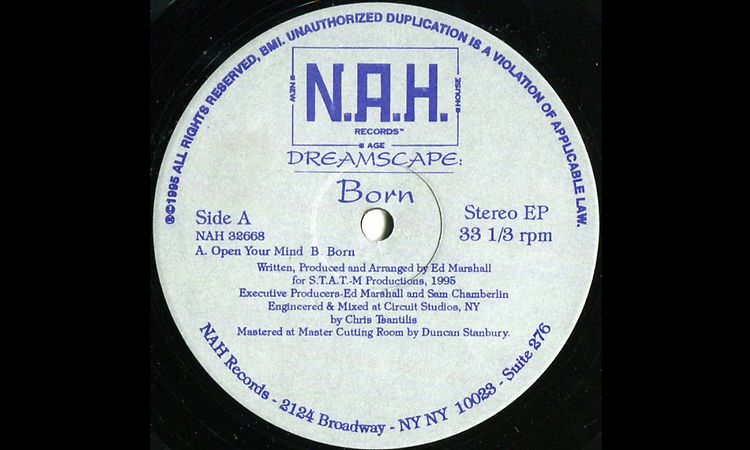 ℗©1995 ALL RIGHTS RESERVED, BMI. UNAUTHORIZED DUPLICATION IS A VIOLATION OF APPLICABLE LAW.
NEW
N.A.H.
HOUSE
RECORDS™
AGE
DREAMSCAPE:
Born
Side A
Stereo EP
NAH 32668
33 1/3 rpm
A. Open Your Mind B. Born
Written, Produced and Arranged by Ed Marshall
for S.T.A.T.-M Productions, 1995
Executive Producers-Ed Marshall and Sam Chamberlin
Engineered & Mixed at Circuit Studios, NY
by Chris Tsantilis
Mastered at Master Cutting Room by Duncan Stanbury.
NAH Records - 2124 Broadway - NY NY 10023 - Suite 276